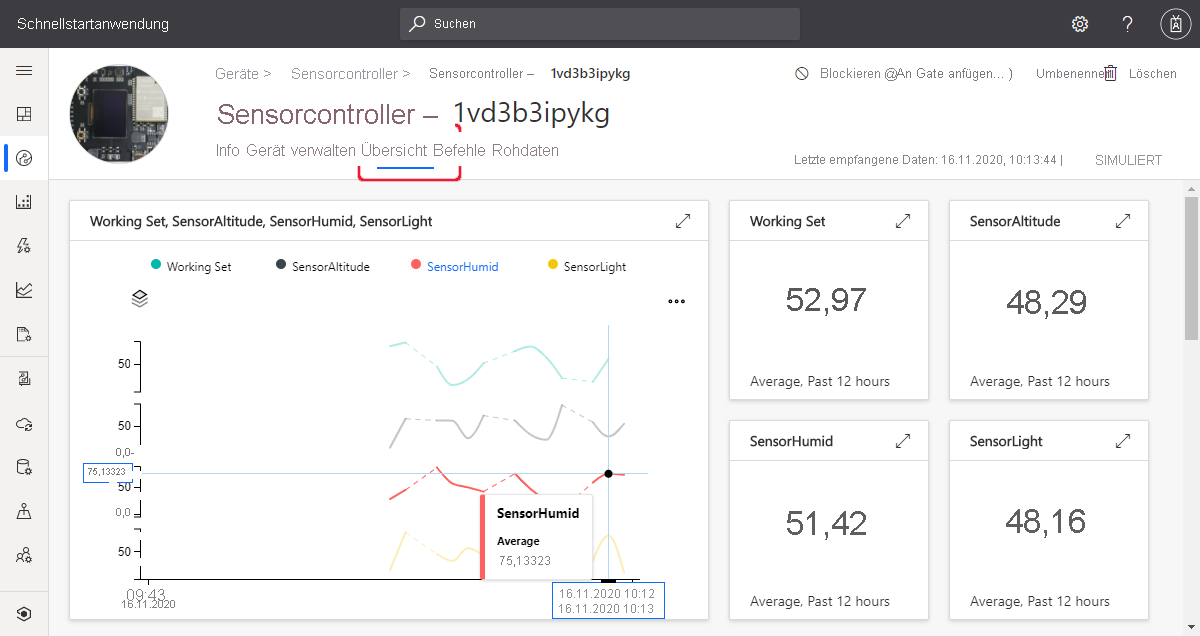 Schnellstartanwendung
Suchen
Geräte > Sensorcontroller > Sensorcontroller – 1vd3b3ipykg
Blockieren @An Gate anfügen... ) Umbenennen Löschen
Sensorcontroller – 1vd3b3ipykg
Info Gerät verwalten Übersicht Befehle Rohdaten
Letzte empfangene Daten: 16.11.2020, 10:13:44 | SIMULIERT
Working Set, SensorAltitude, SensorHumid, SensorLight
Working Set SensorAltitude SensorHumid SensorLight
50
50
0,0-
75,13323
50
0,0
50
SensorHumid
Average
75,13323
09:43
16.11.2020
16.11.2020 10:12
16.11.2020 10:13
Working Set
52,97
Average, Past 12 hours
SensorAltitude
48,29
Average, Past 12 hours
SensorHumid
51,42
Average, Past 12 hours
SensorLight
48,16
Average, Past 12 hours